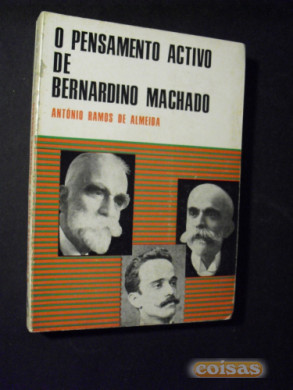 O PENSAMENTO ACTIVO
DE
BERNARDINO MACHADO
ANTÓNIO RAMOS DE ALMEIDA
coisas